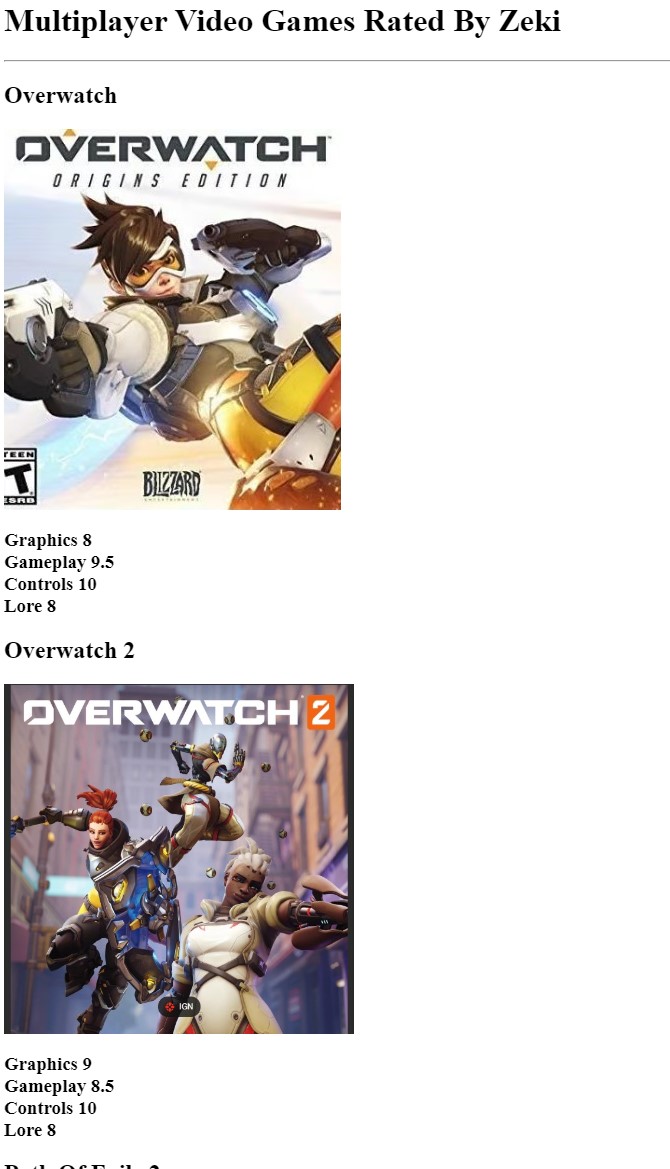 Multiplayer Video Games Rated By Zeki
Overwatch
OVERWATCH
ORIGINS EDITION
TEEN
T
ESRB
BLIZZARD
ENTERTAINMENT
Graphics 8
Gameplay 9.5
Controls 10
Lore 8
Overwatch 2
OVERWATCH 2
IGN
Graphics 9
Gameplay 8.5
Controls 10
Lore 8